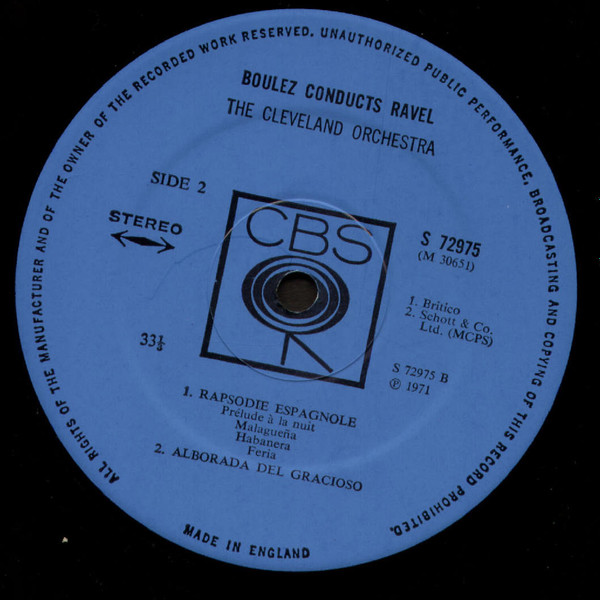 ALL RIGHTS OF THE MANUFACTURER AND OF THE OWNER OF THE RECORDED WORK RESERVED. UNAUTHORIZED PUBLIC PERFORMANCE, BROADCASTING AND COPYING OF THIS RECORD PROHIBITED.
BOULEZ CONDUCTS RAVEL
THE CLEVELAND ORCHESTRA
SIDE 2
STEREO
CBS
S 72975
(M 30651)
1. Britico
2. Schott & Co.
Ltd. (MCPS)
33⅓
S 72975 B
℗ 1971
1. RAPSODIE ESPAGNOLE
Prélude à la nuit
Malagueña
Habanera
Feria
2. ALBORADA DEL GRACIOSO
MADE IN ENGLAND